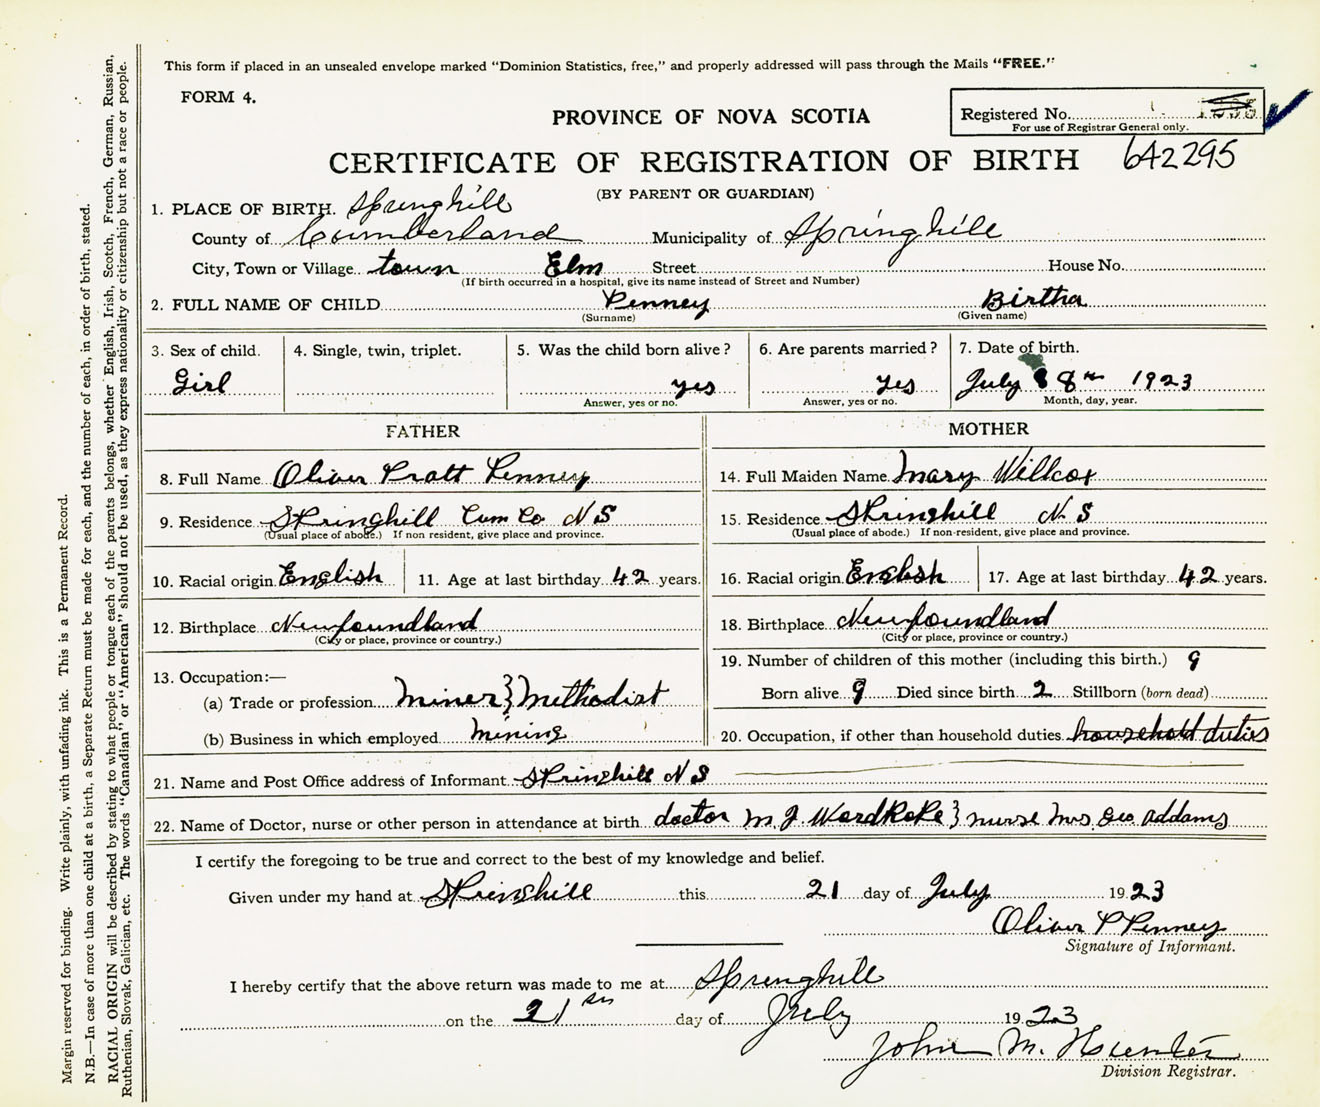 This form if placed in an unsealed envelope marked "Dominion Statistics, free," and properly addressed will pass through the Mails "FREE."
FORM 4.
PROVINCE OF NOVA SCOTIA
Registered No.
For use of Registrar General only.
CERTIFICATE OF REGISTRATION OF BIRTH 642295
(BY PARENT OR GUARDIAN)
1. PLACE OF BIRTH. Springhill
County of Cumberland Municipality of Springhill
City, Town or Village town Elm Street House No.
(If birth occurred in a hospital, give its name instead of Street and Number)
2. FULL NAME OF CHILD Penney Birtha
(Surname) (Given name)
3. Sex of child. 4. Single, twin, triplet. 5. Was the child born alive? 6. Are parents married? 7. Date of birth.
Girl yes yes July 8 8th 1923
Answer, yes or no. Answer, yes or no. Month, day, year.
FATHER MOTHER
8. Full Name Oliver Pratt Penney 14. Full Maiden Name Mary Willcox
9. Residence SPringhill Cum Co N S 15. Residence SPringhill N. S
(Usual place of abode.) If non resident, give place and province. (Usual place of abode.) If non-resident, give place and province.
10. Racial origin English 11. Age at last birthday 42 years. 16. Racial origin English 17. Age at last birthday 42 years.
12. Birthplace Newfoundland 18. Birthplace Newfoundland
(City or place, province or country.) (City or place, province or country.)
13. Occupation:— 19. Number of children of this mother (including this birth.) 9
(a) Trade or profession Miner } Methodist Born alive 9 Died since birth 2 Stillborn (born dead)
(b) Business in which employed Mining 20. Occupation, if other than household duties household duties
21. Name and Post Office address of Informant SPringhill N S
22. Name of Doctor, nurse or other person in attendance at birth doctor M. J. WardRoPe } nurse Mrs Geo Addams
I certify the foregoing to be true and correct to the best of my knowledge and belief.
Given under my hand at SPringhill this 21 day of July 1923
Oliver P Penney
Signature of Informant.
I hereby certify that the above return was made to me at Springhill
on the 21st day of July 1923
John M. Hunter
Division Registrar.
Margin reserved for binding. Write plainly, with unfading ink. This is a Permanent Record.
N.B.—In case of more than one child at a birth, a Separate Return must be made for each, and the number of each, in order of birth, stated.
RACIAL ORIGIN will be described by stating to what people or tongue each of the parents belongs, whether English, Irish, Scotch, French, German, Russian,
Ruthenian, Slovak, Galician, etc. The words "Canadian" or "American" should not be used, as they express nationality or citizenship but not a race or people.